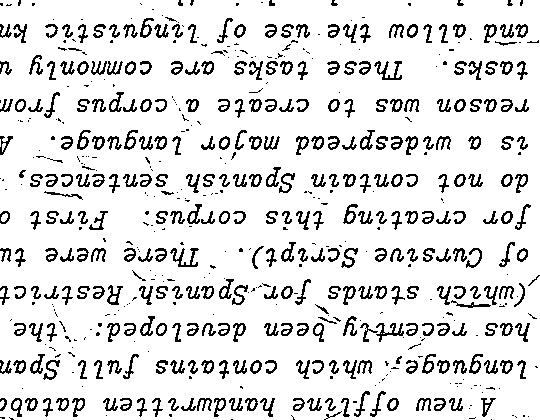 A new off-line handwritten databa
language, which contains full Span
has recently been developed: the
(which stands for Spanish Restrict
of Cursive Script). There were tw
for creating this corpus. First o
do not contain Spanish sentences,
is a widespread major language. A
reason was to create a corpus from
tasks. These tasks are commonly u
and allow the use of linguistic kn